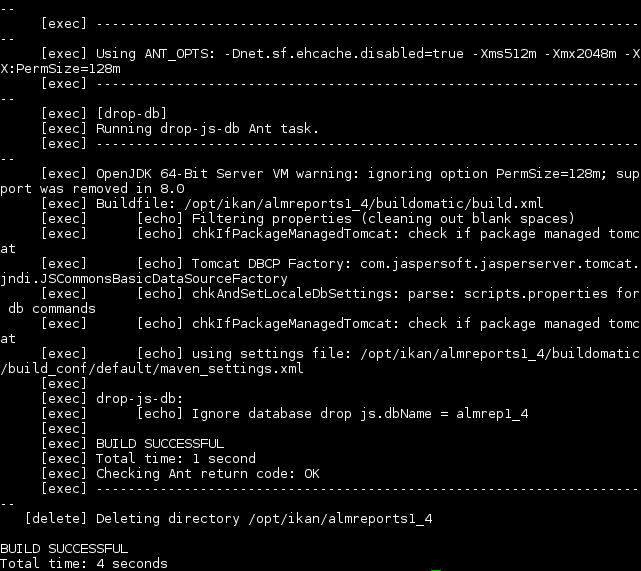 --
[exec] ----------------------------------------------------------------------
--
[exec] Using ANT_OPTS: -Dnet.sf.ehcache.disabled=true -Xms512m -Xmx2048m -X
X:PermSize=128m
[exec] ----------------------------------------------------------------------
--
[exec] [drop-db]
[exec] Running drop-js-db Ant task.
[exec] ----------------------------------------------------------------------
--
[exec] OpenJDK 64-Bit Server VM warning: ignoring option PermSize=128m; sup
port was removed in 8.0
[exec] Buildfile: /opt/ikan/almreports1_4/buildomatic/build.xml
[exec] [echo] Filtering properties (cleaning out blank spaces)
[exec] [echo] chkIfPackageManagedTomcat: check if package managed tomc
at
[exec] [echo] Tomcat DBCP Factory: com.jaspersoft.jasperserver.tomcat.
jndi.JSCommonsBasicDataSourceFactory
[exec] [echo] chkAndSetLocaleDbSettings: parse: scripts.properties for
db commands
[exec] [echo] chkIfPackageManagedTomcat: check if package managed tomc
at
[exec] [echo] using settings file: /opt/ikan/almreports1_4/buildomatic
/build_conf/default/maven_settings.xml
[exec]
[exec] drop-js-db:
[exec] [echo] Ignore database drop js.dbName = almrep1_4
[exec]
[exec] BUILD SUCCESSFUL
[exec] Total time: 1 second
[exec] Checking Ant return code: OK
[exec] ----------------------------------------------------------------------
--
[delete] Deleting directory /opt/ikan/almreports1_4
BUILD SUCCESSFUL
Total time: 4 seconds